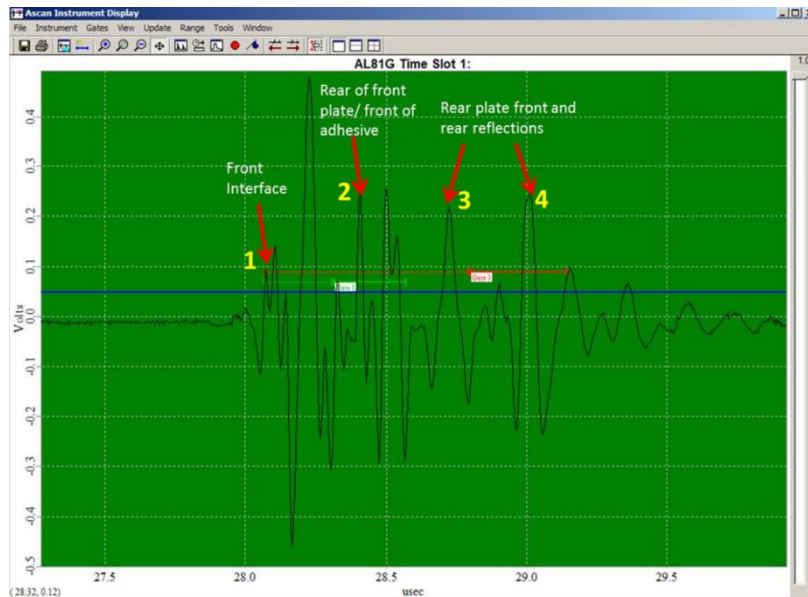 Ascan Instrument Display
File Instrument Gates View Update Range Tools Window
AL81G Time Slot 1:
1.0
Rear of front
plate/ front of
adhesive
Rear plate front and
rear reflections
Front
Interface
1
2
3
4
0.4
0.3
0.2
0.1
0.0
-0.1
-0.2
-0.3
-0.4
-0.5
Volts
27.5
28.0
28.5
29.0
29.5
usec
( 28.32, 0.12)